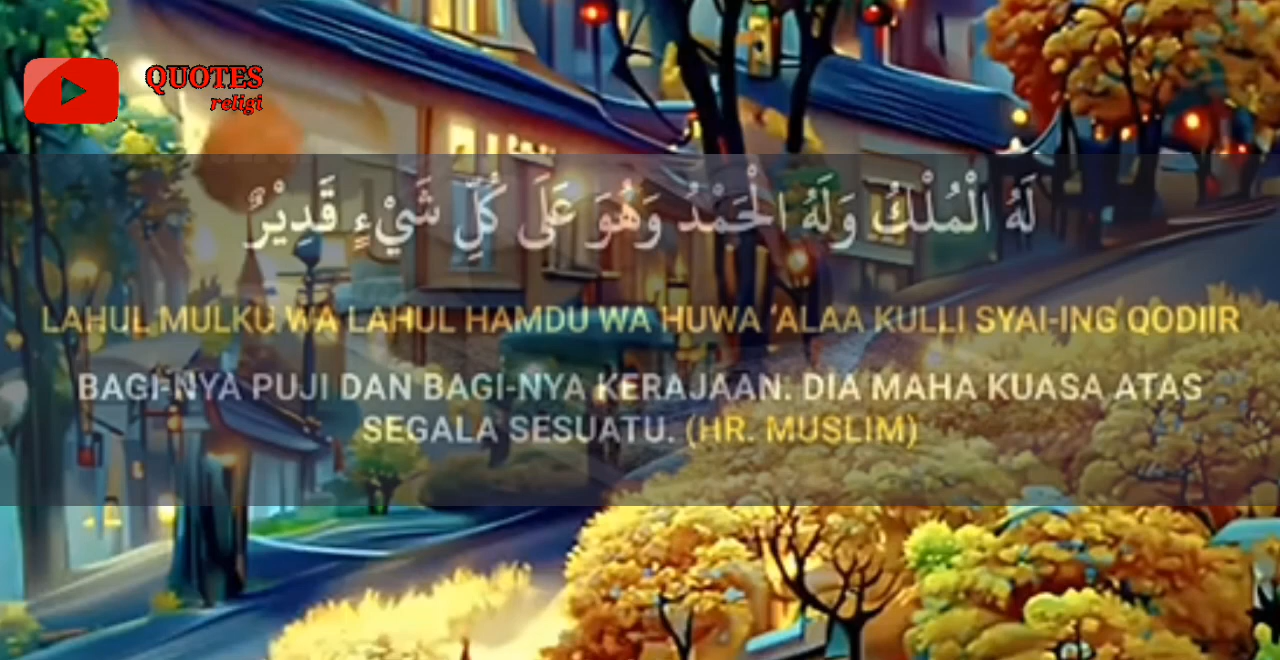 QUOTES
religi
لَهُ الْمُلْكُ وَلَهُ الْحَمْدُ وَهُوَ عَلَى كُلِّ شَيْءٍ قَدِيْرٌ
LAHUL MULKU WA LAHUL HAMDU WA HUWA 'ALAA KULLI SYAI-ING QODIIR
BAGI-NYA PUJI DAN BAGI-NYA KERAJAAN. DIA MAHA KUASA ATAS
SEGALA SESUATU. (HR. MUSLIM)